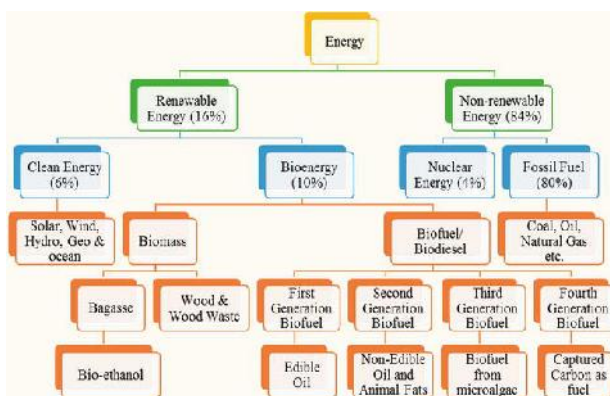 Energy
Renewable
Energy (16%)
Non-renewable
Energy (84%)
Clean Energy
(6%)
Bioenergy
(10%)
Nuclear
Energy (4%)
Fossil Fuel
(80%)
Solar, Wind,
Hydro, Geo &
ocean
Biomass
Biofuel/
Biodiesel
Coal, Oil,
Natural Gas
etc.
Bagasse
Wood &
Wood Waste
First
Generation
Biofuel
Second
Generation
Biofuel
Third
Generation
Biofuel
Fourth
Generation
Biofuel
Bio-ethanol
Edible
Oil
Non-Edible
Oil and
Animal Fats
Biofuel
from
microalgae
Captured
Carbon as
fuel